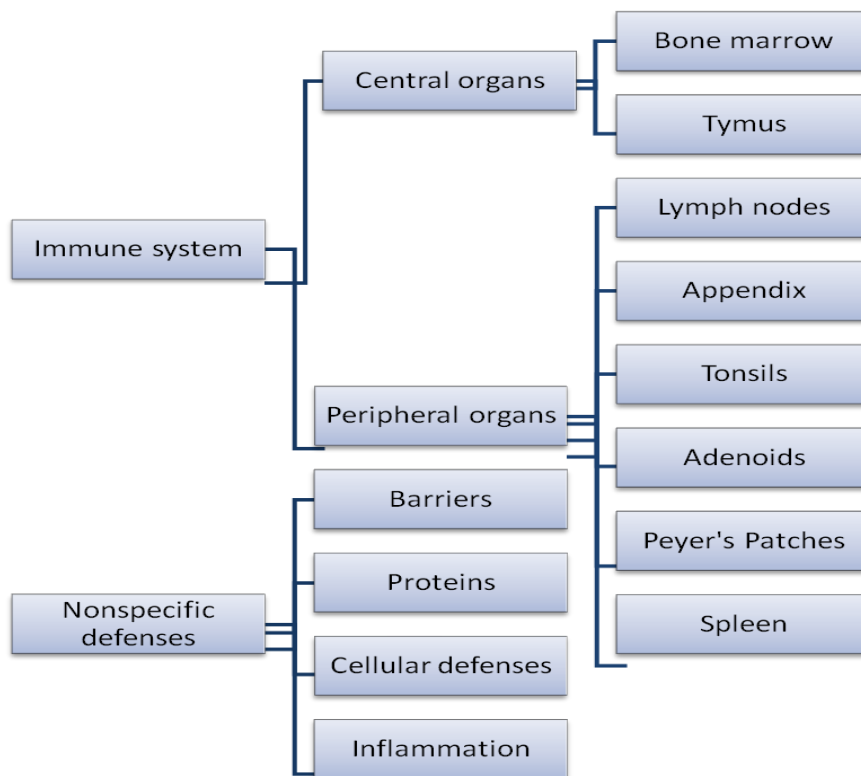 Immune system
Central organs
Bone marrow
Tymus
Peripheral organs
Lymph nodes
Appendix
Tonsils
Adenoids
Peyer's Patches
Spleen
Nonspecific
defenses
Barriers
Proteins
Cellular defenses
Inflammation